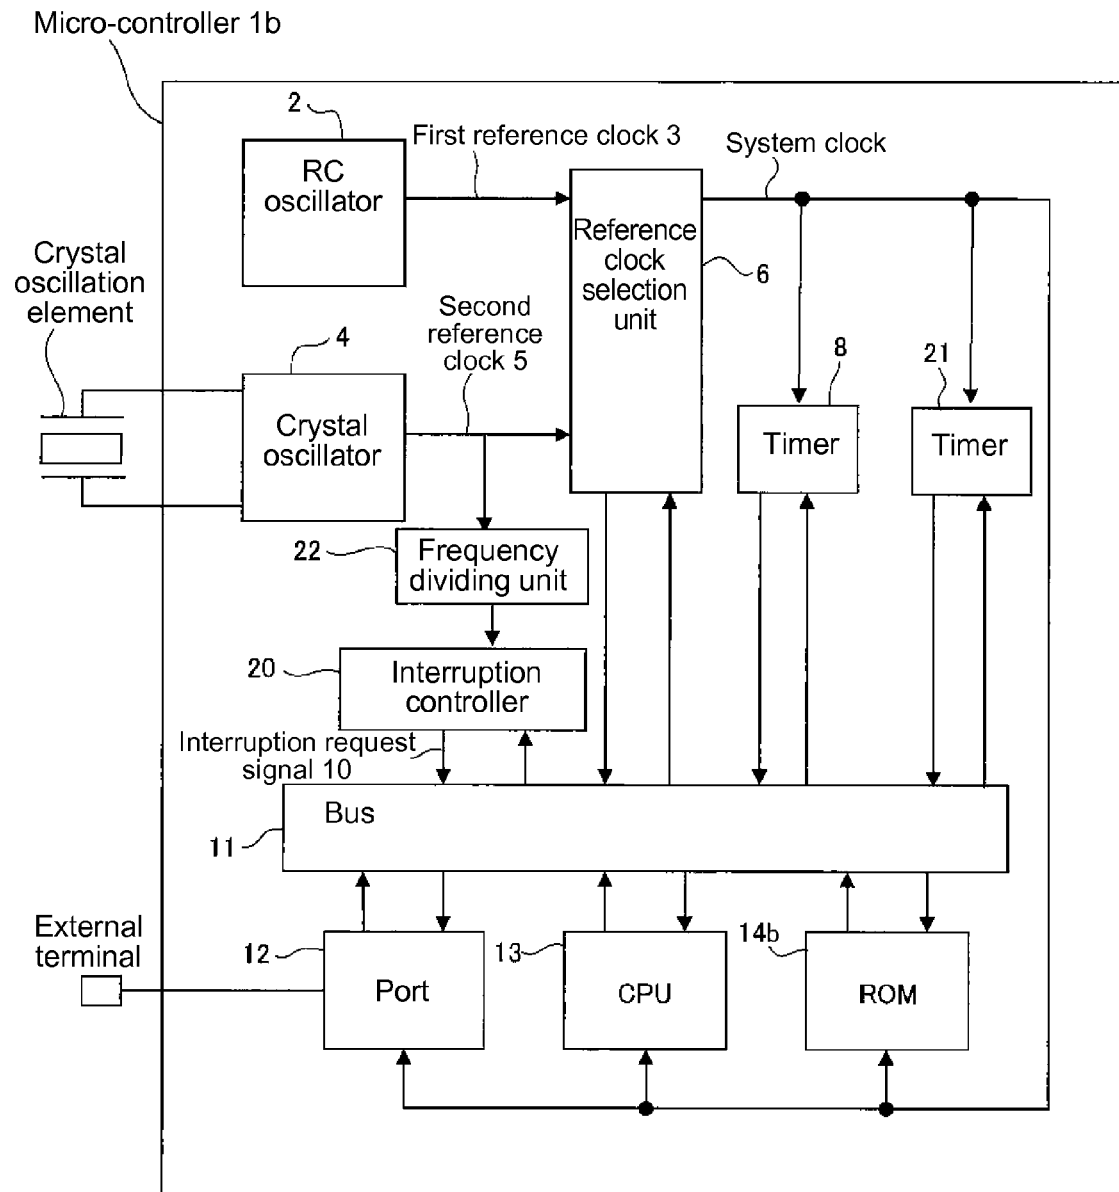 Micro-controller 1b
2
First reference clock 3
System clock
RC
oscillator
Reference
clock
selection
unit
6
Crystal
oscillation
element
Second
reference
clock 5
4
8
21
Crystal
oscillator
Timer
Timer
22
Frequency
dividing unit
20
Interruption
controller
Interruption request
signal 10
Bus
11
External
terminal
12
13
14b
Port
CPU
ROM